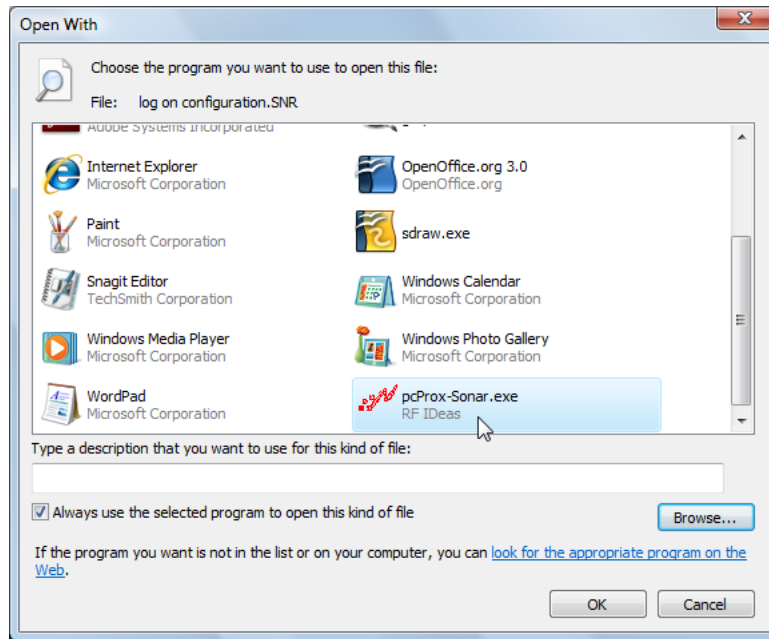 Open With
Choose the program you want to use to open this file:
File: log on configuration.SNR
Adobe Systems Incorporated
Internet Explorer
Microsoft Corporation
OpenOffice.org 3.0
OpenOffice.org
Paint
Microsoft Corporation
sdraw.exe
Snagit Editor
TechSmith Corporation
Windows Calendar
Microsoft Corporation
Windows Media Player
Microsoft Corporation
Windows Photo Gallery
Microsoft Corporation
WordPad
Microsoft Corporation
pcProx-Sonar.exe
RF IDeas
Type a description that you want to use for this kind of file:
Always use the selected program to open this kind of file
Browse...
If the program you want is not in the list or on your computer, you can look for the appropriate program on the
Web.
OK
Cancel